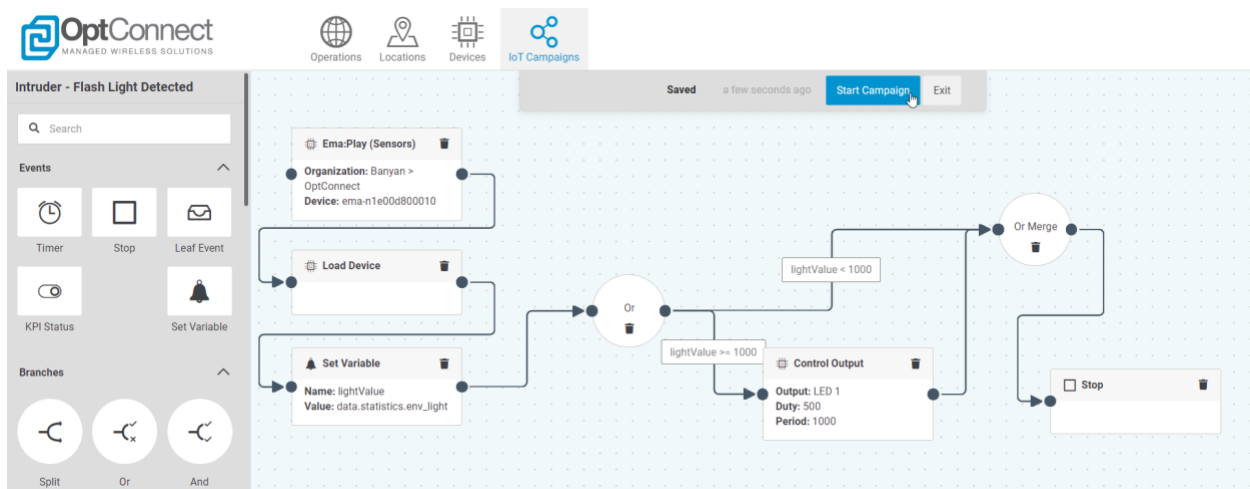 OptConnect
MANAGED WIRELESS SOLUTIONS
Operations
Locations
Devices
IoT Campaigns
Intruder - Flash Light Detected
Saved
a few seconds ago
Start Campaign
Exit
Search
Events
Timer
Stop
Leaf Event
KPI Status
Set Variable
Branches
Split
Or
And
Ema:Play (Sensors)
Organization: Banyan >
OptConnect
Device: ema-n1e00d800010
Load Device
Set Variable
Name: lightValue
Value: data.statistics.env_light
Or
lightValue < 1000
lightValue >= 1000
Control Output
Output: LED 1
Duty: 500
Period: 1000
Or Merge
Stop